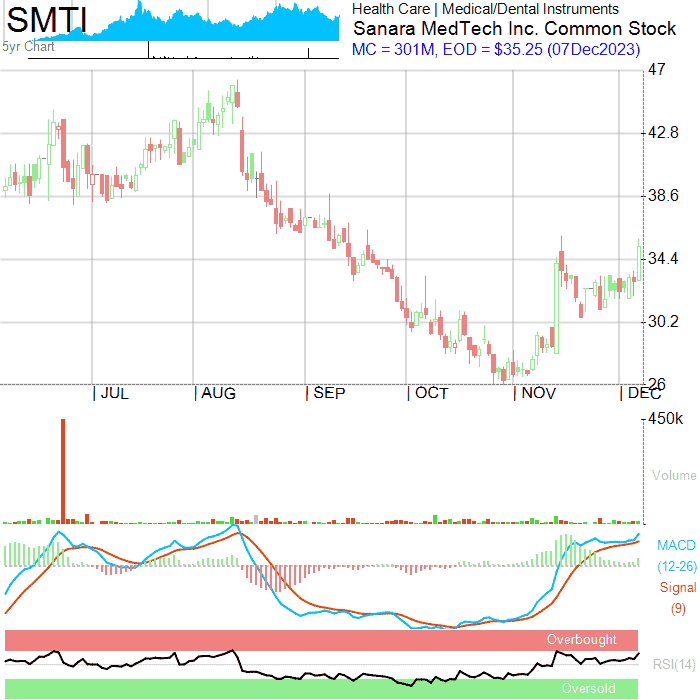 SMTI
5yr Chart
Health Care | Medical/Dental Instruments
Sanara MedTech Inc. Common Stock
MC = 301M, EOD = $35.25 (07Dec2023)
47
42.8
38.6
34.4
30.2
26
JUL AUG SEP OCT NOV DEC
450k
Volume
MACD
(12-26)
Signal
(9)
Overbought
RSI(14)
Oversold